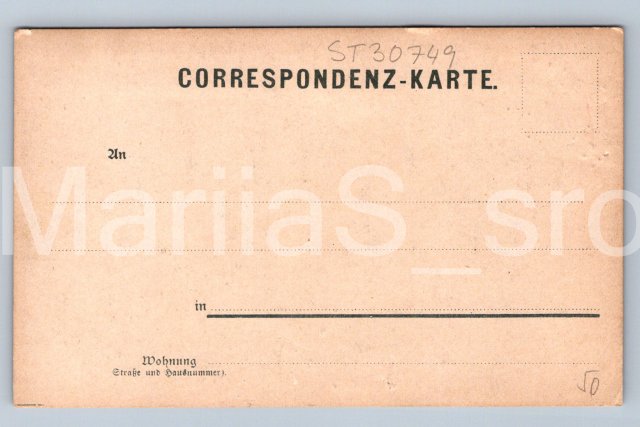 ST30749
CORRESPONDENZ-KARTE.
An
MariiaS_sro
in
Wohnung
Straße und Hausnummer).
50